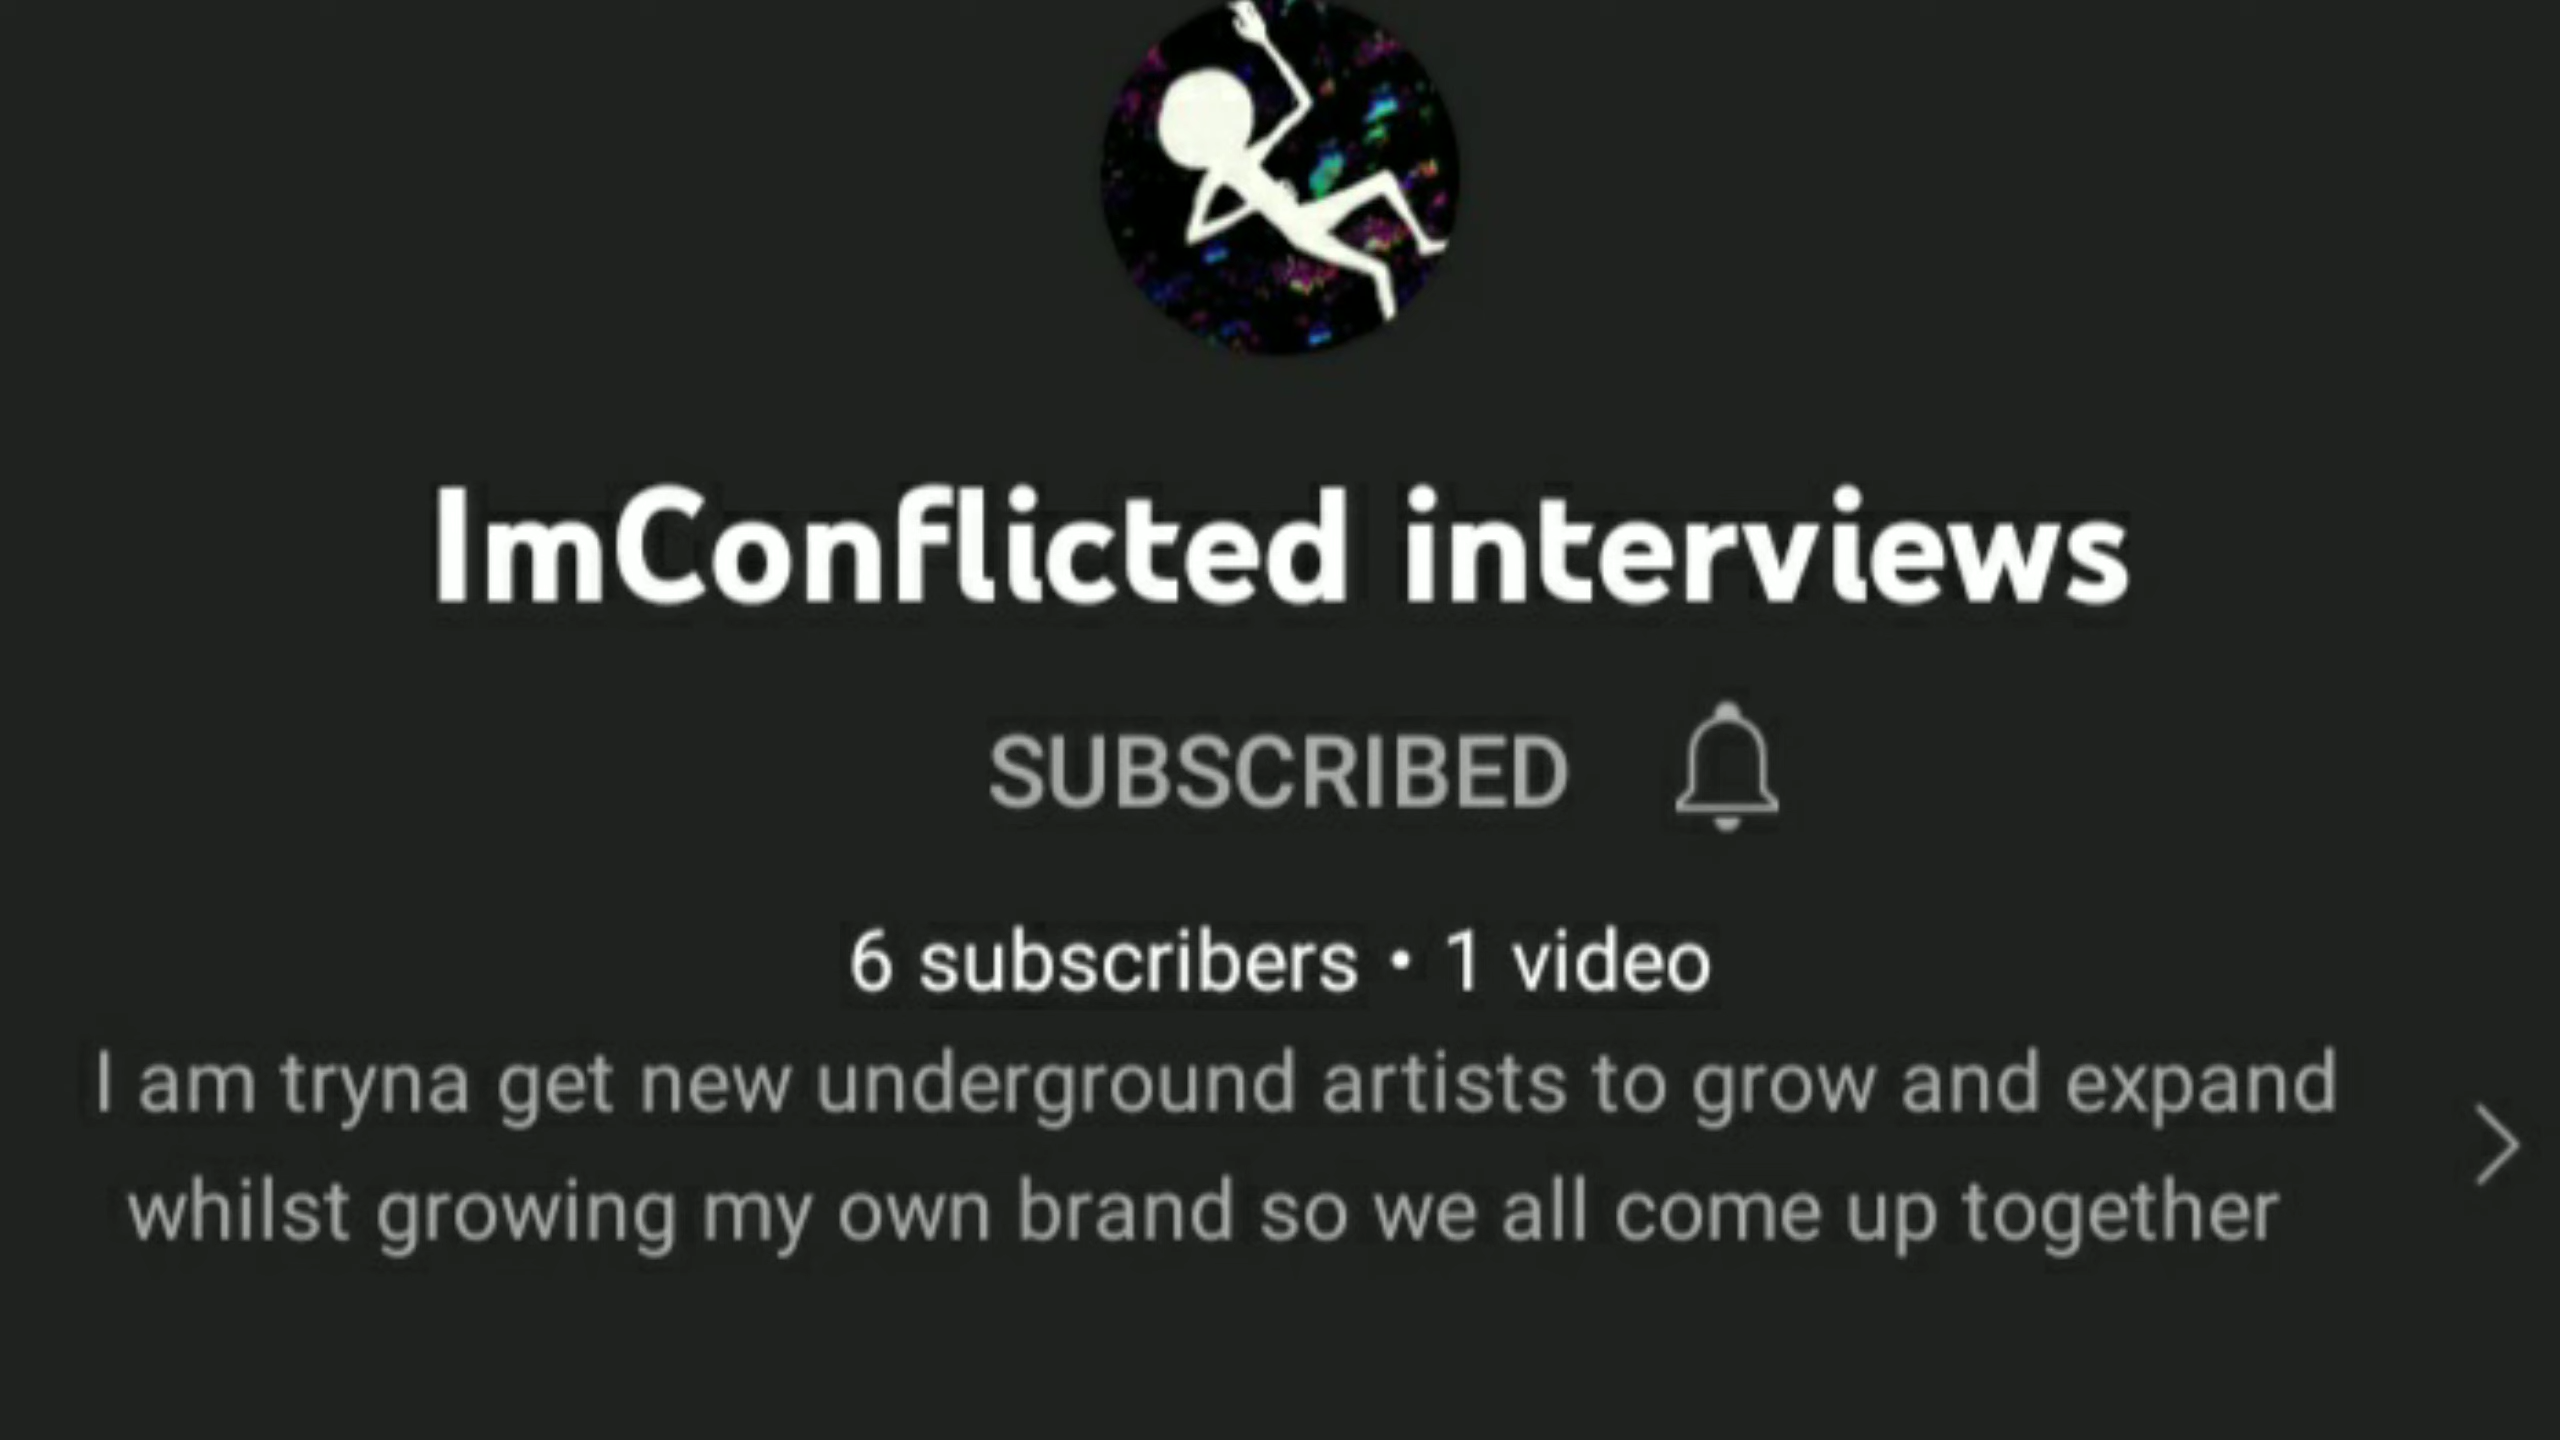 ImConflicted interviews
SUBSCRIBED
6 subscribers • 1 video
I am tryna get new underground artists to grow and expand
whilst growing my own brand so we all come up together